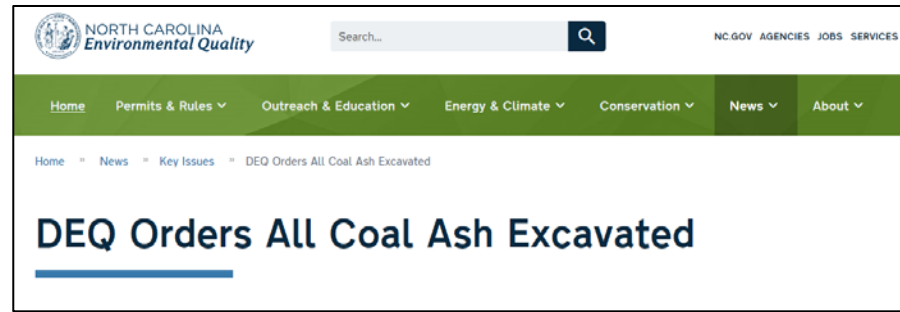 NORTH CAROLINA
Environmental Quality
Search...
NC.GOV AGENCIES JOBS SERVICES
Home Permits & Rules Outreach & Education Energy & Climate Conservation News About
Home » News » Key Issues » DEQ Orders All Coal Ash Excavated
DEQ Orders All Coal Ash Excavated